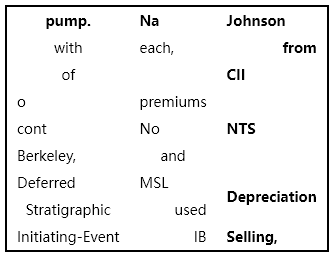 pump. Na Johnson
with each, from
of CII
o premiums
cont No NTS
Berkeley, and
Deferred MSL Depreciation
Stratigraphic used
Initiating-Event IB Selling,